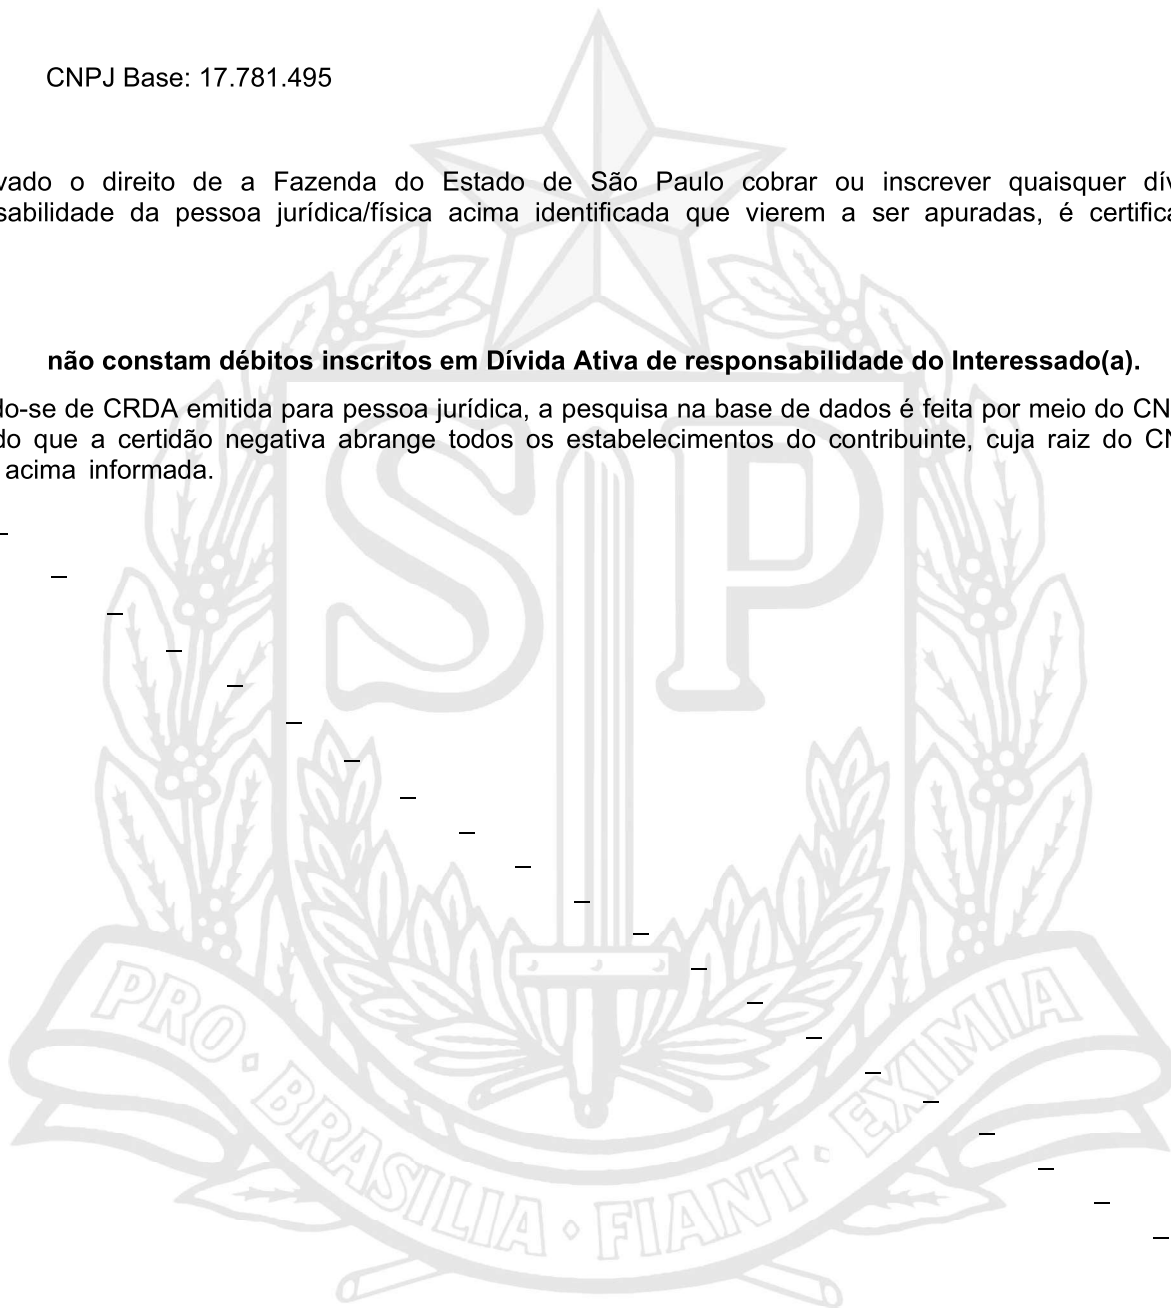 CNPJ Base: 17.781.495
vado o direito de a Fazenda do Estado de São Paulo cobrar ou inscrever quaisquer dív
sabilidade da pessoa jurídica/física acima identificada que vierem a ser apuradas, é certifica
não constam débitos inscritos em Dívida Ativa de responsabilidade do Interessado(a).
do-se de CRDA emitida para pessoa jurídica, a pesquisa na base de dados é feita por meio do CN
do que a certidão negativa abrange todos os estabelecimentos do contribuinte, cuja raiz do CN
acima informada.
SP
PRO · BRASILIA · FIANT · EXIMIA